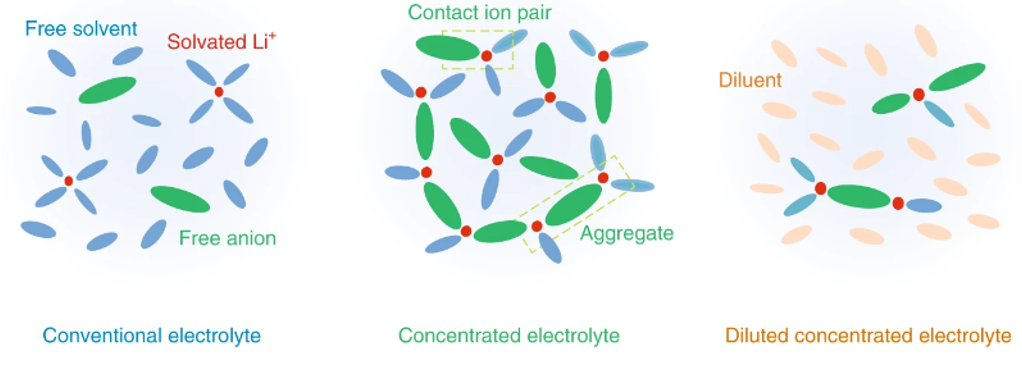 Contact ion pair
Free solvent
Solvated Li⁺
Diluent
Free anion
Aggregate
Conventional electrolyte
Concentrated electrolyte
Diluted concentrated electrolyte